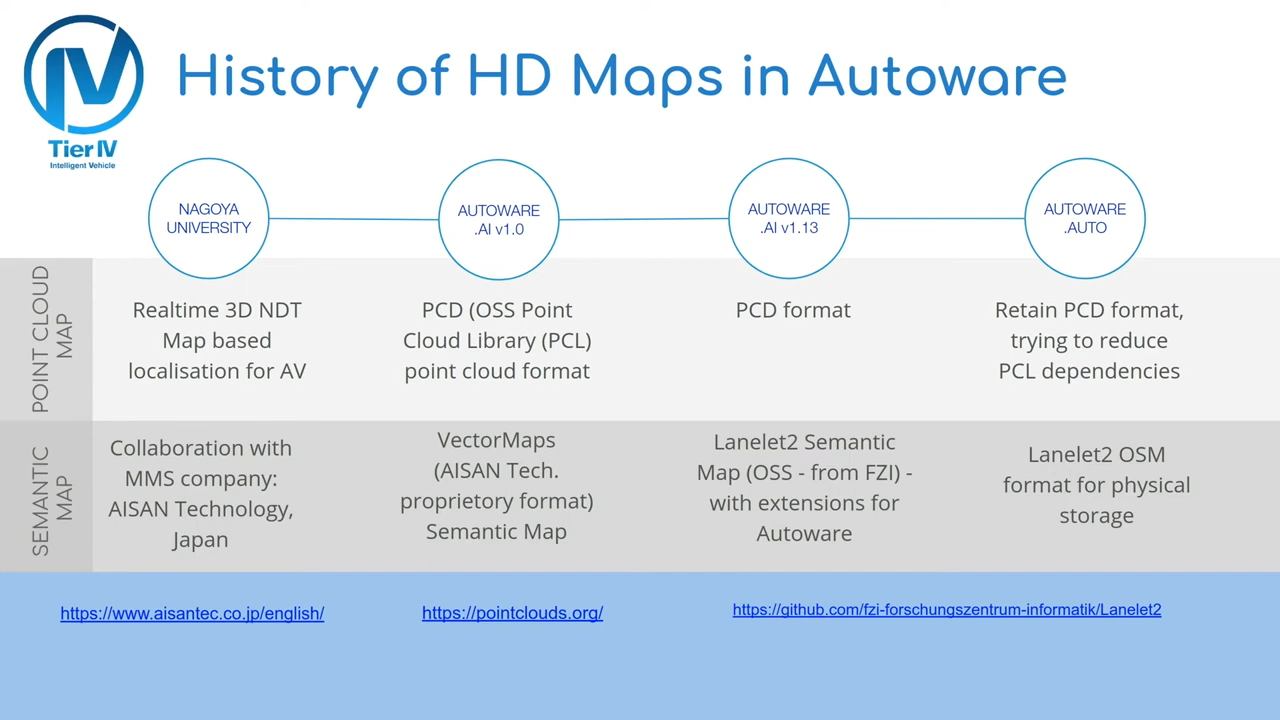 IV
Tier IV
Intelligent Vehicle
History of HD Maps in Autoware
NAGOYA
UNIVERSITY
AUTOWARE
.AI v1.0
AUTOWARE
.AI v1.13
AUTOWARE
.AUTO
POINT CLOUD
MAP
Realtime 3D NDT
Map based
localisation for AV
PCD (OSS Point
Cloud Library (PCL)
point cloud format
PCD format
Retain PCD format,
trying to reduce
PCL dependencies
SEMANTIC
MAP
Collaboration with
MMS company:
AISAN Technology,
Japan
VectorMaps
(AISAN Tech.
proprietory format)
Semantic Map
Lanelet2 Semantic
Map (OSS - from FZI) -
with extensions for
Autoware
Lanelet2 OSM
format for physical
storage
https://www.aisantec.co.jp/english/
https://pointclouds.org/
https://github.com/fzi-forschungszentrum-informatik/Lanelet2